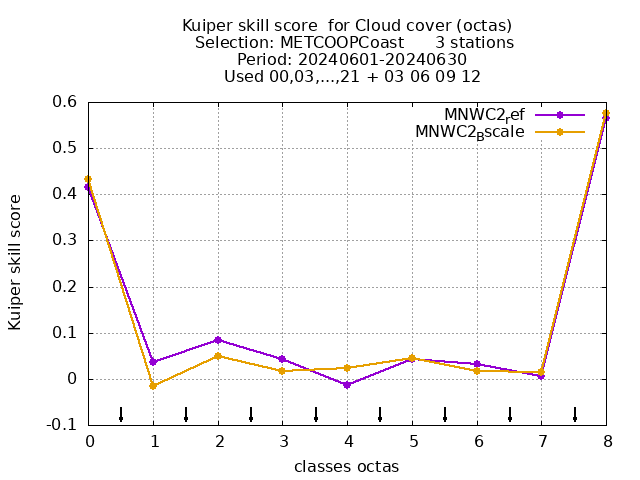 Kuiper skill score  for Cloud cover (octas)
Selection: METCOOPCoast      3 stations
Period: 20240601-20240630
Used 00,03,...,21 + 03 06 09 12
MNWC2ref
MNWC2Bscale
0.6
0.5
0.4
0.3
0.2
0.1
0
-0.1
Kuiper skill score
0 1 2 3 4 5 6 7 8
classes octas